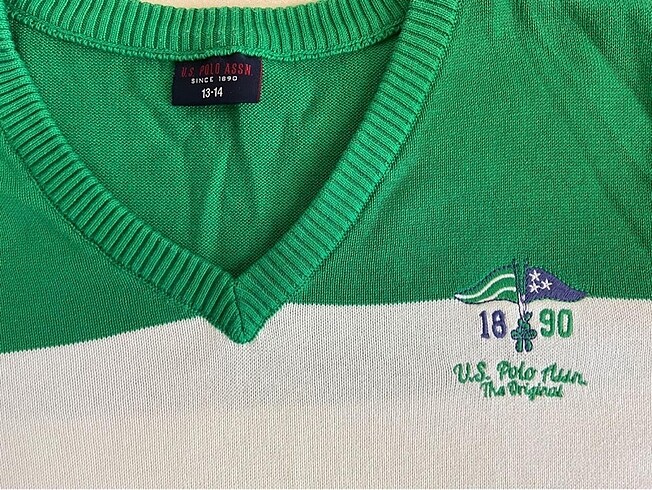 U.S. POLO ASSN.
SINCE 1890
13-14
18 90
U.S. Polo Assn.
The Original